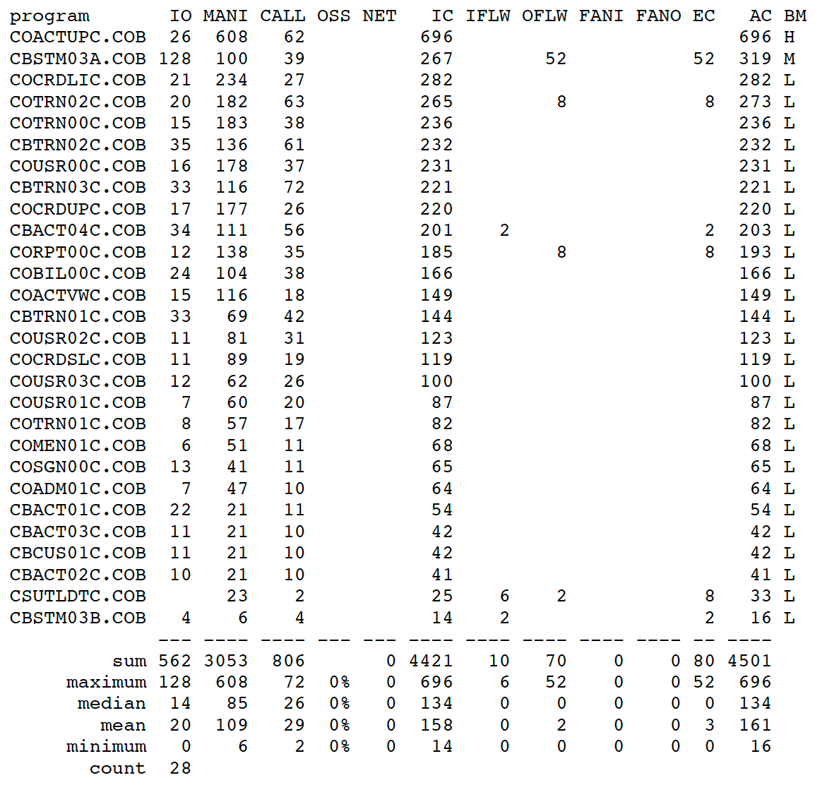 program      IO MANI CALL OSS NET   IC IFLW OFLW FANI FANO EC   AC BM
COACTUPC.COB 26  608   62          696                         696 H
CBSTM03A.COB 128 100   39          267        52           52  319 M
COCRDLIC.COB 21  234   27          282                         282 L
COTRN02C.COB 20  182   63          265         8            8  273 L
COTRN00C.COB 15  183   38          236                         236 L
CBTRN02C.COB 35  136   61          232                         232 L
COUSR00C.COB 16  178   37          231                         231 L
CBTRN03C.COB 33  116   72          221                         221 L
COCRDUPC.COB 17  177   26          220                         220 L
CBACT04C.COB 34  111   56          201    2                 2  203 L
CORPT00C.COB 12  138   35          185         8            8  193 L
COBIL00C.COB 24  104   38          166                         166 L
COACTVWC.COB 15  116   18          149                         149 L
CBTRN01C.COB 33   69   42          144                         144 L
COUSR02C.COB 11   81   31          123                         123 L
COCRDSLC.COB 11   89   19          119                         119 L
COUSR03C.COB 12   62   26          100                         100 L
COUSR01C.COB  7   60   20           87                          87 L
COTRN01C.COB  8   57   17           82                          82 L
COMEN01C.COB  6   51   11           68                          68 L
COSGN00C.COB 13   41   11           65                          65 L
COADM01C.COB  7   47   10           64                          64 L
CBACT01C.COB 22   21   11           54                          54 L
CBACT03C.COB 11   21   10           42                          42 L
CBCUS01C.COB 11   21   10           42                          42 L
CBACT02C.COB 10   21   10           41                          41 L
CSUTLDTC.COB      23    2           25    6    2            8   33 L
CBSTM03B.COB  4    6    4           14    2                 2   16 L
             --- ---- ---- --- --- ---- ---- ---- ---- ---- -- ----
         sum 562 3053  806       0 4421   10   70    0    0 80 4501
     maximum 128  608   72  0%   0  696    6   52    0    0 52  696
      median  14   85   26  0%   0  134    0    0    0    0  0  134
        mean  20  109   29  0%   0  158    0    2    0    0  3  161
     minimum   0    6    2  0%   0   14    0    0    0    0  0   16
       count  28